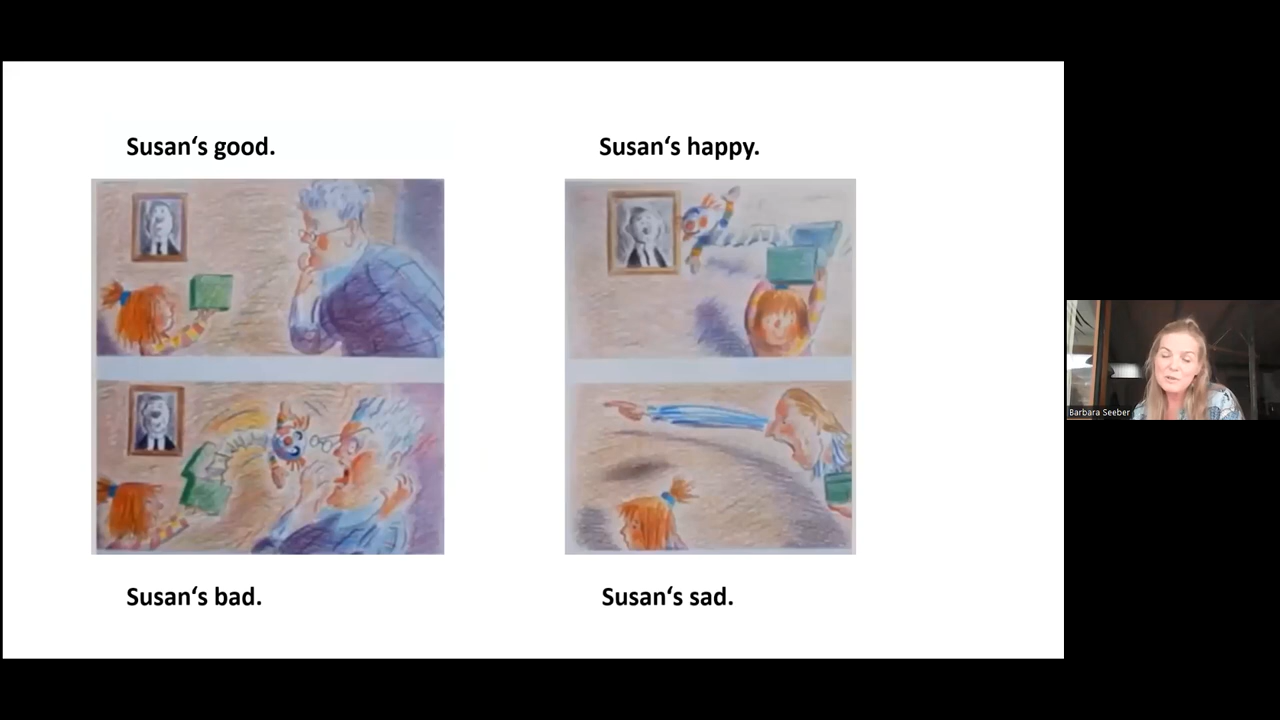 Susan‘s good.
Susan‘s happy.
Susan‘s bad.
Susan‘s sad.
Barbara Seeber